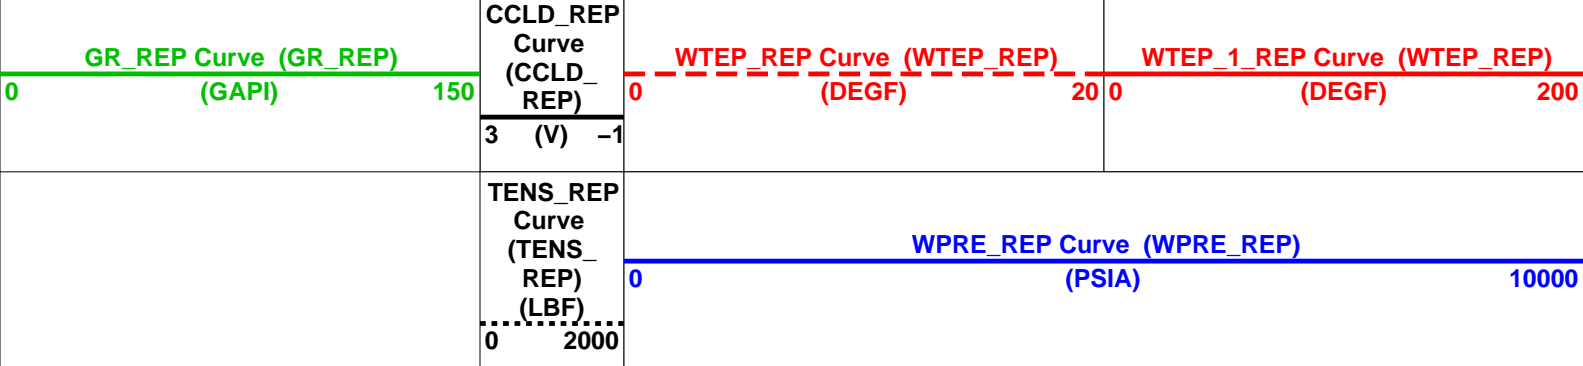 GR_REP Curve (GR_REP)
0 (GAPI) 150
CCLD_REP
Curve
(CCLD_
REP)
3 (V) −1
WTEP_REP Curve (WTEP_REP)
0 (DEGF) 20
WTEP_1_REP Curve (WTEP_REP)
0 (DEGF) 200
TENS_REP
Curve
(TENS_
REP)
(LBF)
0 2000
WPRE_REP Curve (WPRE_REP)
0 (PSIA) 10000